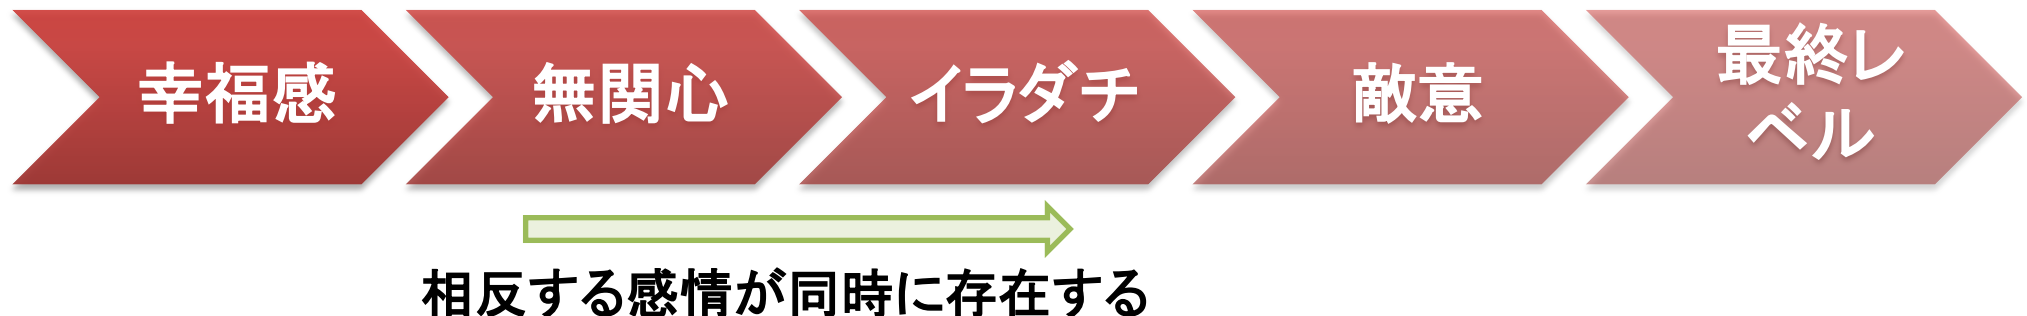 幸福感
無関心
イラダチ
敵意
最終レ
ベル
相反する感情が同時に存在する